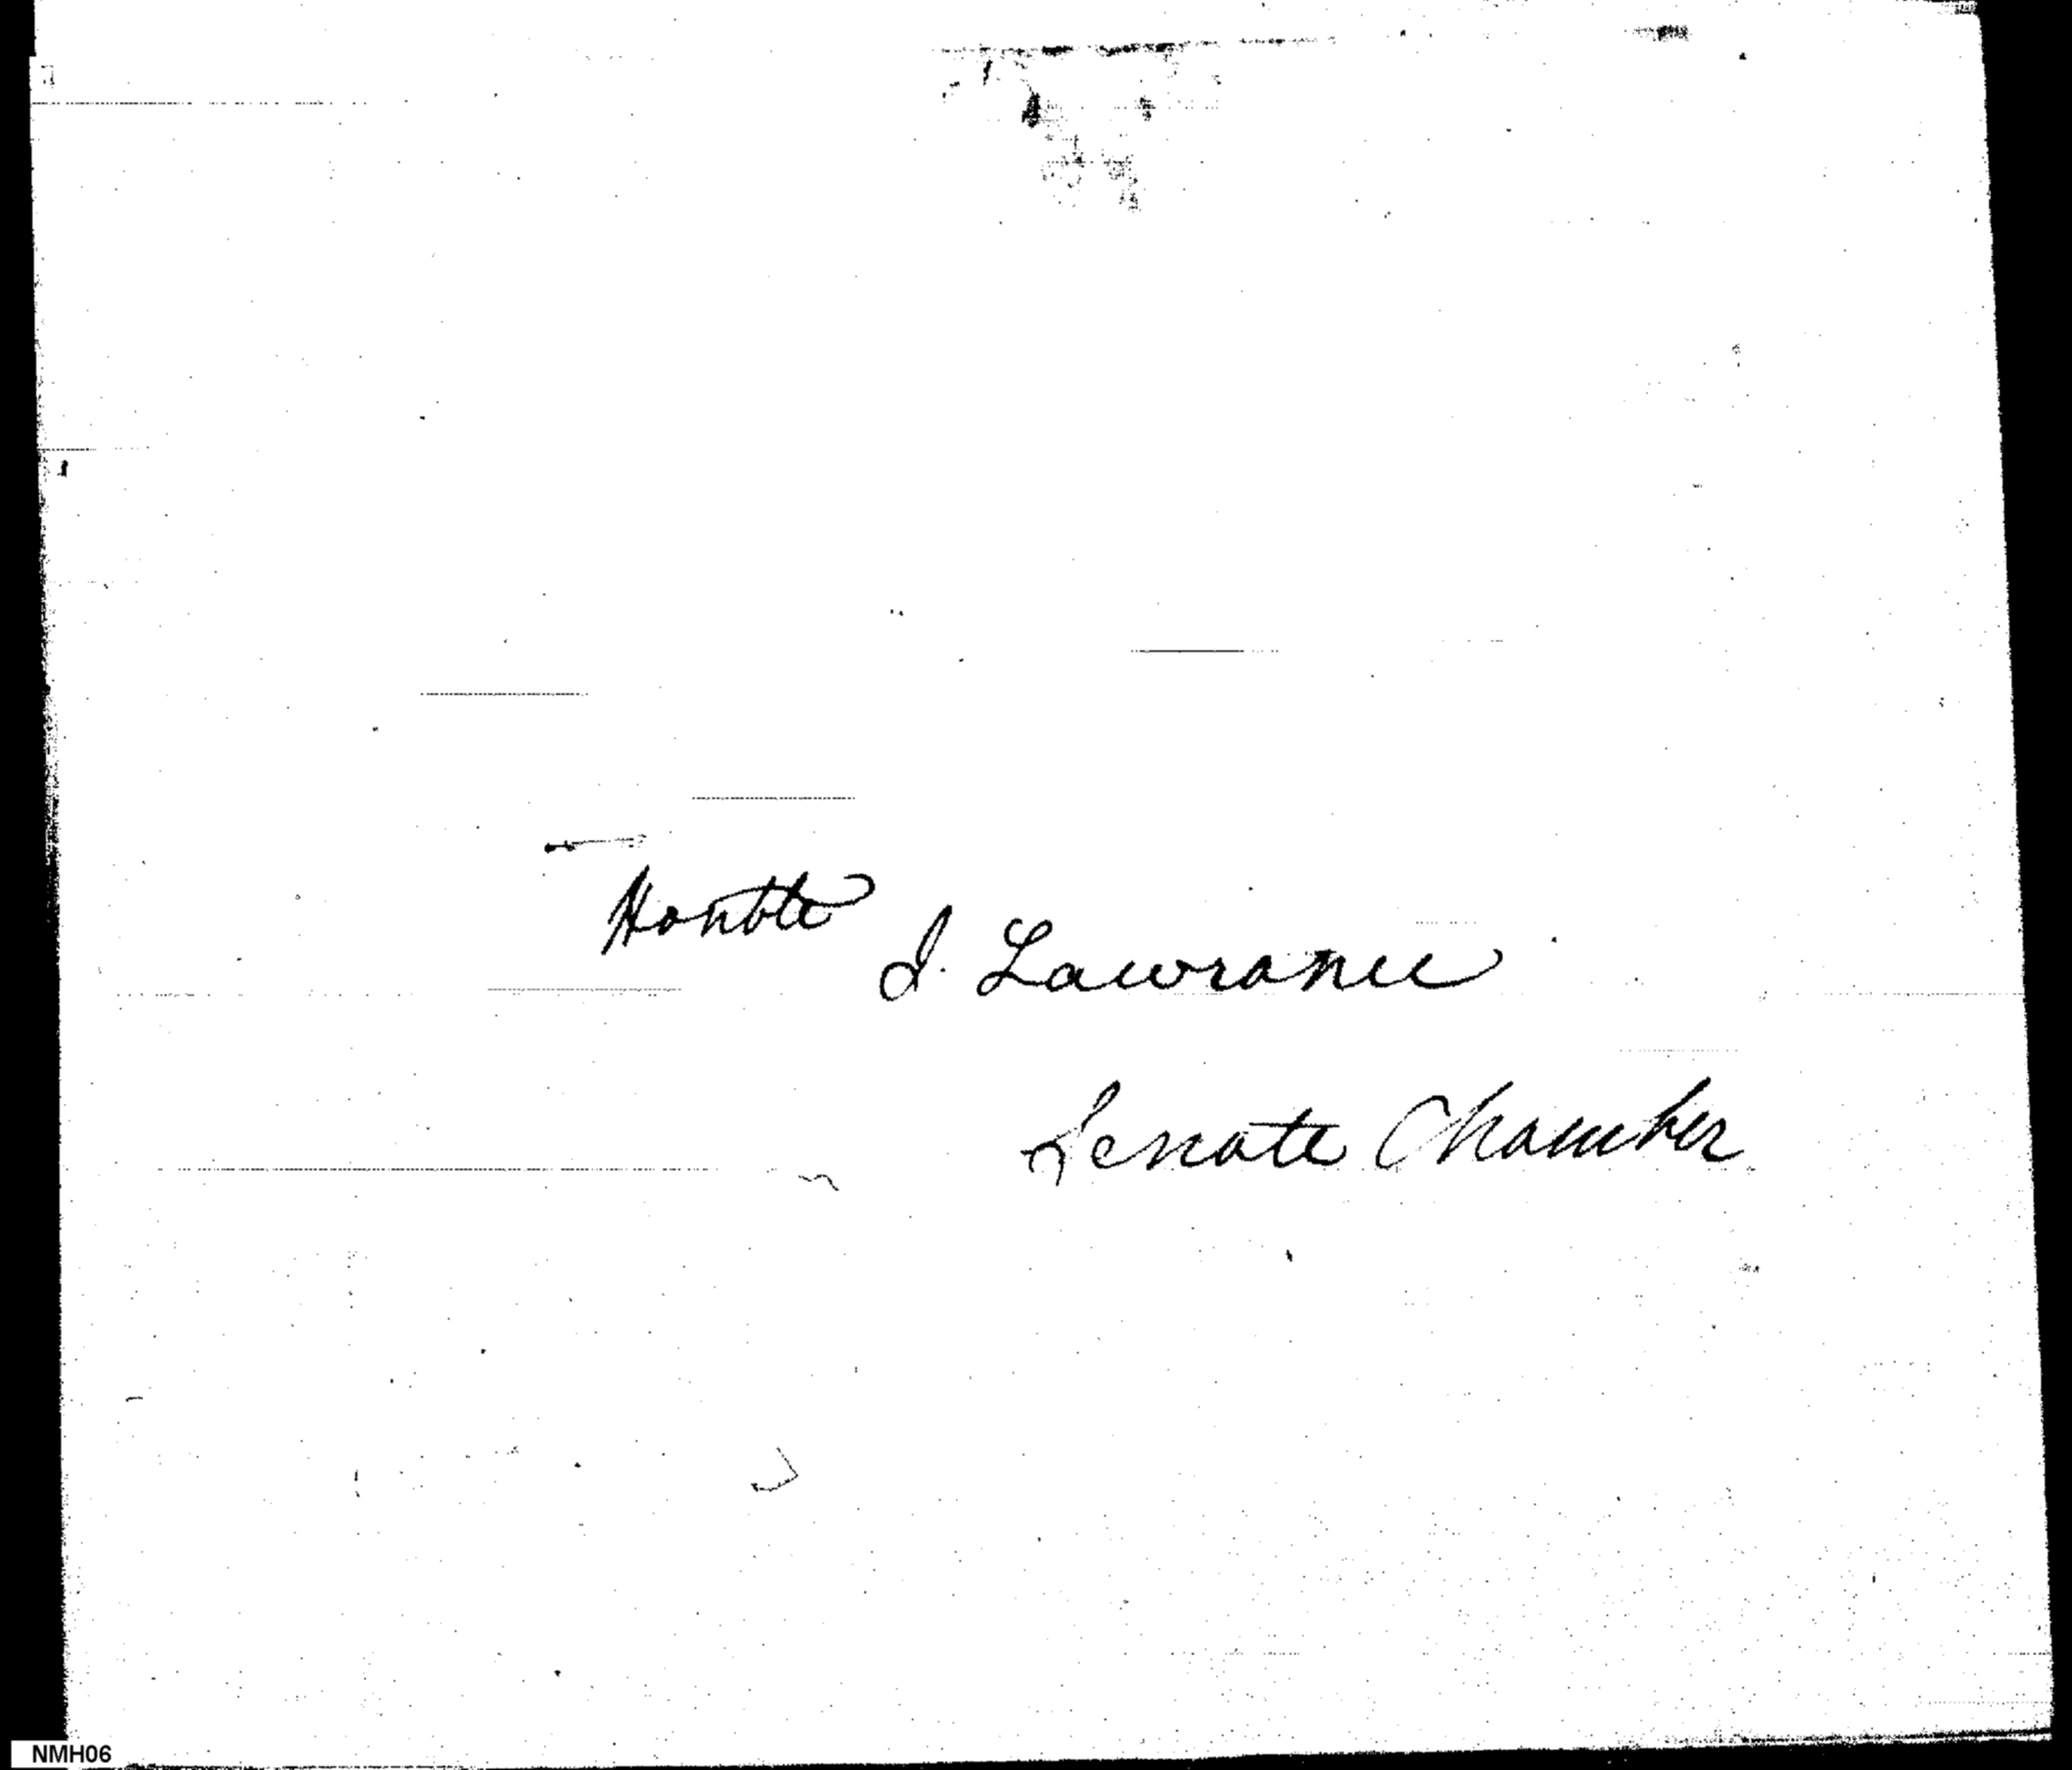 Honble
J. Lawrance
Senate Chamber
NMH06